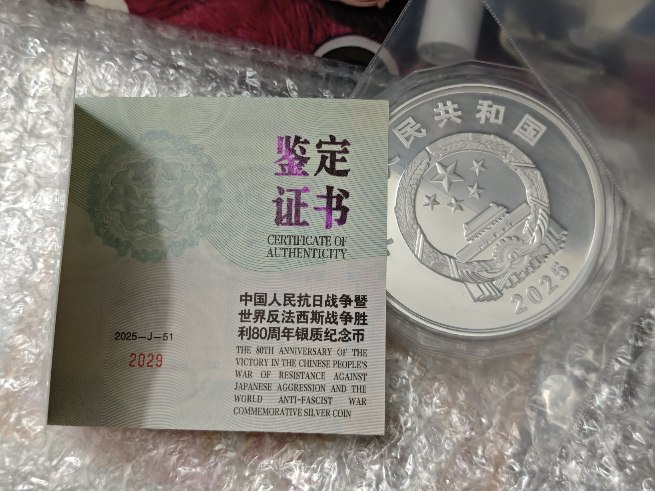 鉴定
证书
CERTIFICATE OF
AUTHENTICITY
中国人民抗日战争暨
世界反法西斯战争胜
利80周年银质纪念币
THE 80TH ANNIVERSARY OF THE
VICTORY IN THE CHINESE PEOPLE'S
WAR OF RESISTANCE AGAINST
JAPANESE AGGRESSION AND THE
WORLD ANTI-FASCIST WAR
COMMEMORATIVE SILVER COIN
2025-J-51
2029
民共和国
2025